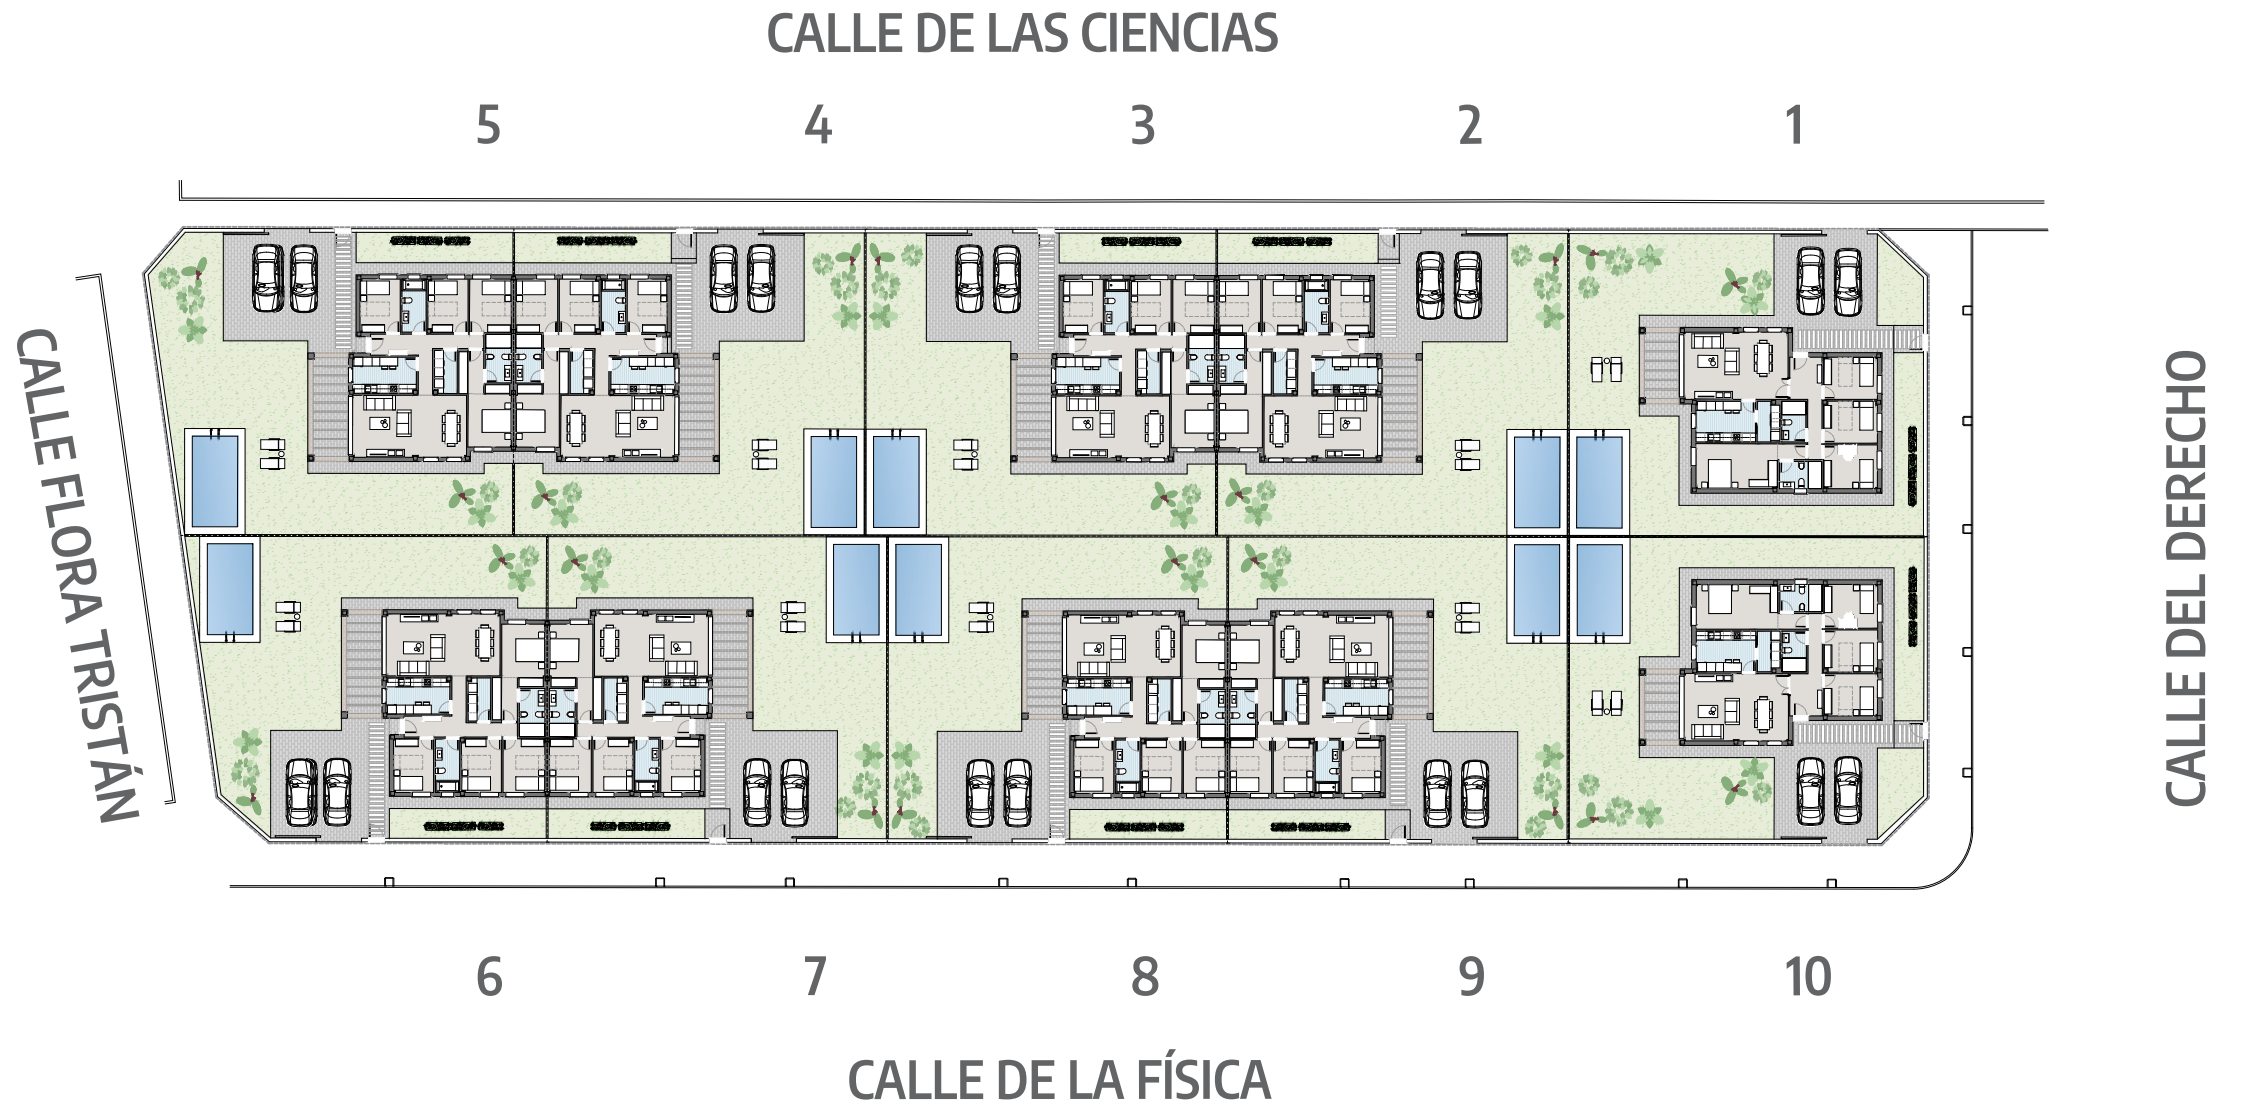 CALLE DE LAS CIENCIAS
5 4 3 2 1
CALLE FLORA TRISTÁN
CALLE DEL DERECHO
6 7 8 9 10
CALLE DE LA FÍSICA